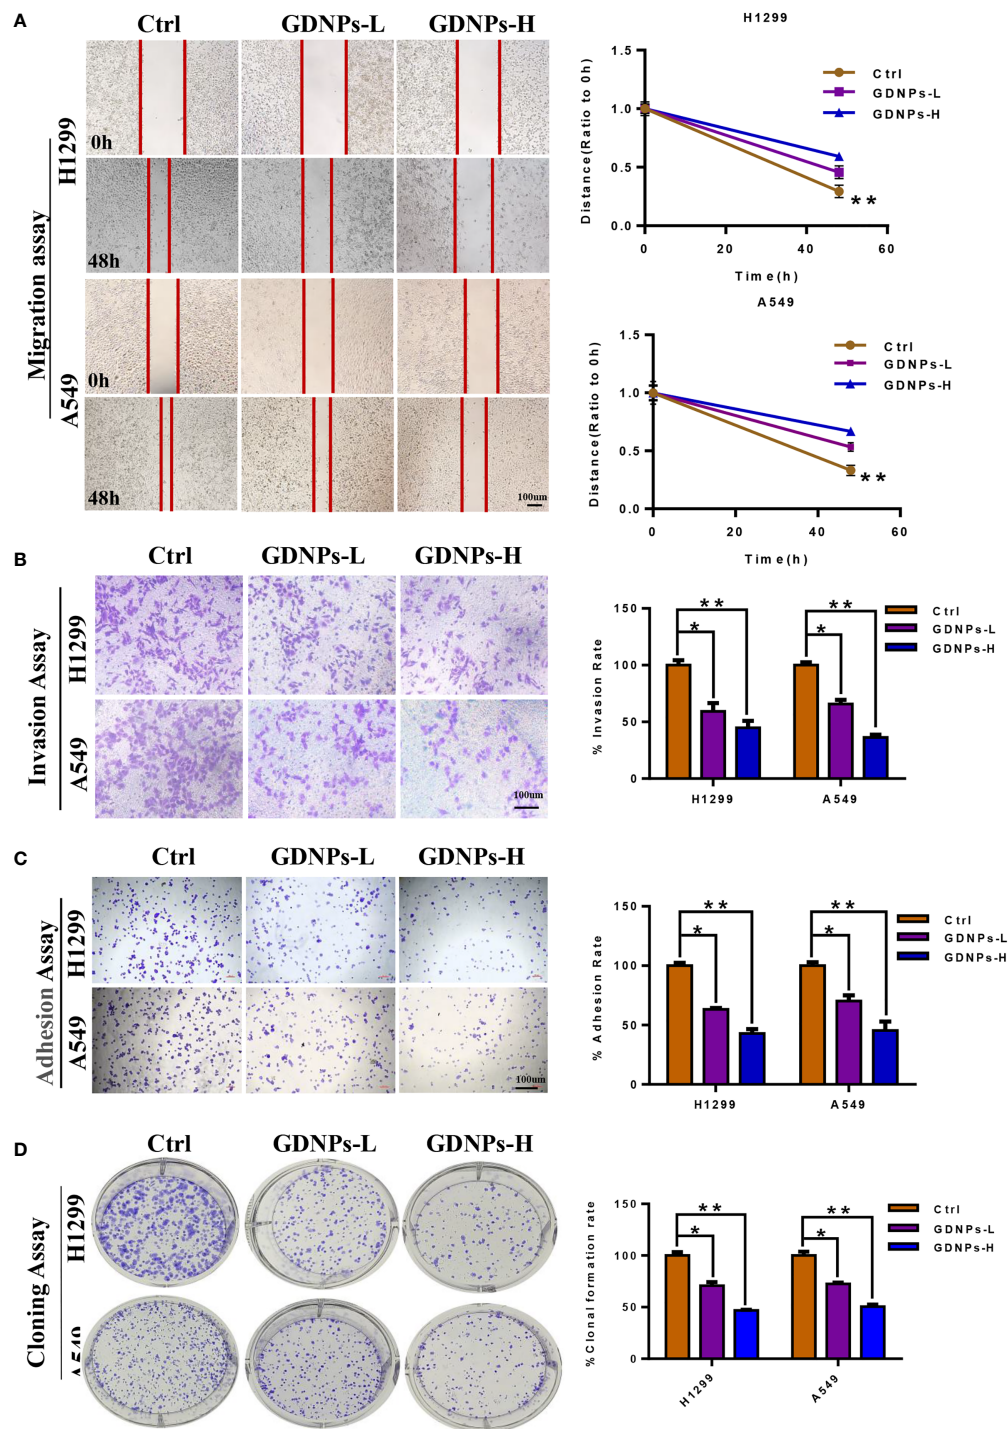 A
Ctrl
GDNPs-L
GDNPs-H
Migration assay
H1299
A549
0h
48h
0h
48h
100um
H1299
Distance(Ratio to 0h)
1.5
1.0
0.5
0.0
0
20
40
60
Time(h)
Ctrl
GDNPs-L
GDNPs-H
**
A549
Distance(Ratio to 0h)
1.5
1.0
0.5
0.0
0
20
40
60
Time(h)
Ctrl
GDNPs-L
GDNPs-H
**
B
Ctrl
GDNPs-L
GDNPs-H
Invasion Assay
H1299
A549
100um
% Invasion Rate
150
100
50
0
*
**
*
**
H1299
A549
Ctrl
GDNPs-L
GDNPs-H
C
Ctrl
GDNPs-L
GDNPs-H
Adhesion Assay
H1299
A549
100um
% Adhesion Rate
150
100
50
0
*
**
*
**
H1299
A549
Ctrl
GDNPs-L
GDNPs-H
D
Ctrl
GDNPs-L
GDNPs-H
Cloning Assay
H1299
A549
%Clonal formation rate
150
100
50
0
*
**
*
**
H1299
A549
Ctrl
GDNPs-L
GDNPs-H